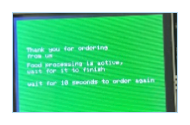 Thank you for ordering
from us
Food processing is active,
wait for it to finish
wait for 10 seconds to order again